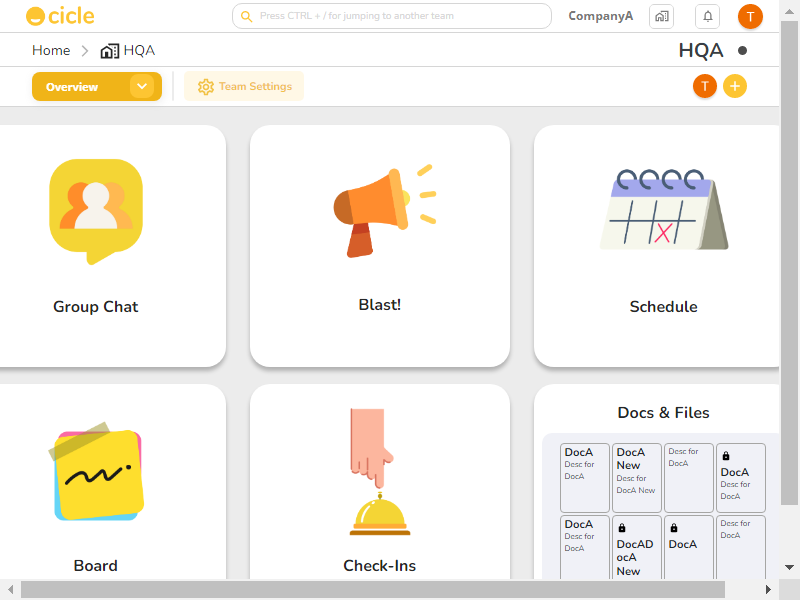 cicle
Press CTRL + / for jumping to another team
CompanyA
T
Home
HQA
HQA
Overview
Team Settings
T
+
Group Chat
Blast!
Schedule
Board
Check-Ins
Docs & Files
DocA
Desc for
DocA
DocA
New
Desc for
DocA New
Desc for
DocA
DocA
Desc for
DocA
DocA
Desc for
DocA
DocAD
ocA
New
DocA
Desc for
DocA